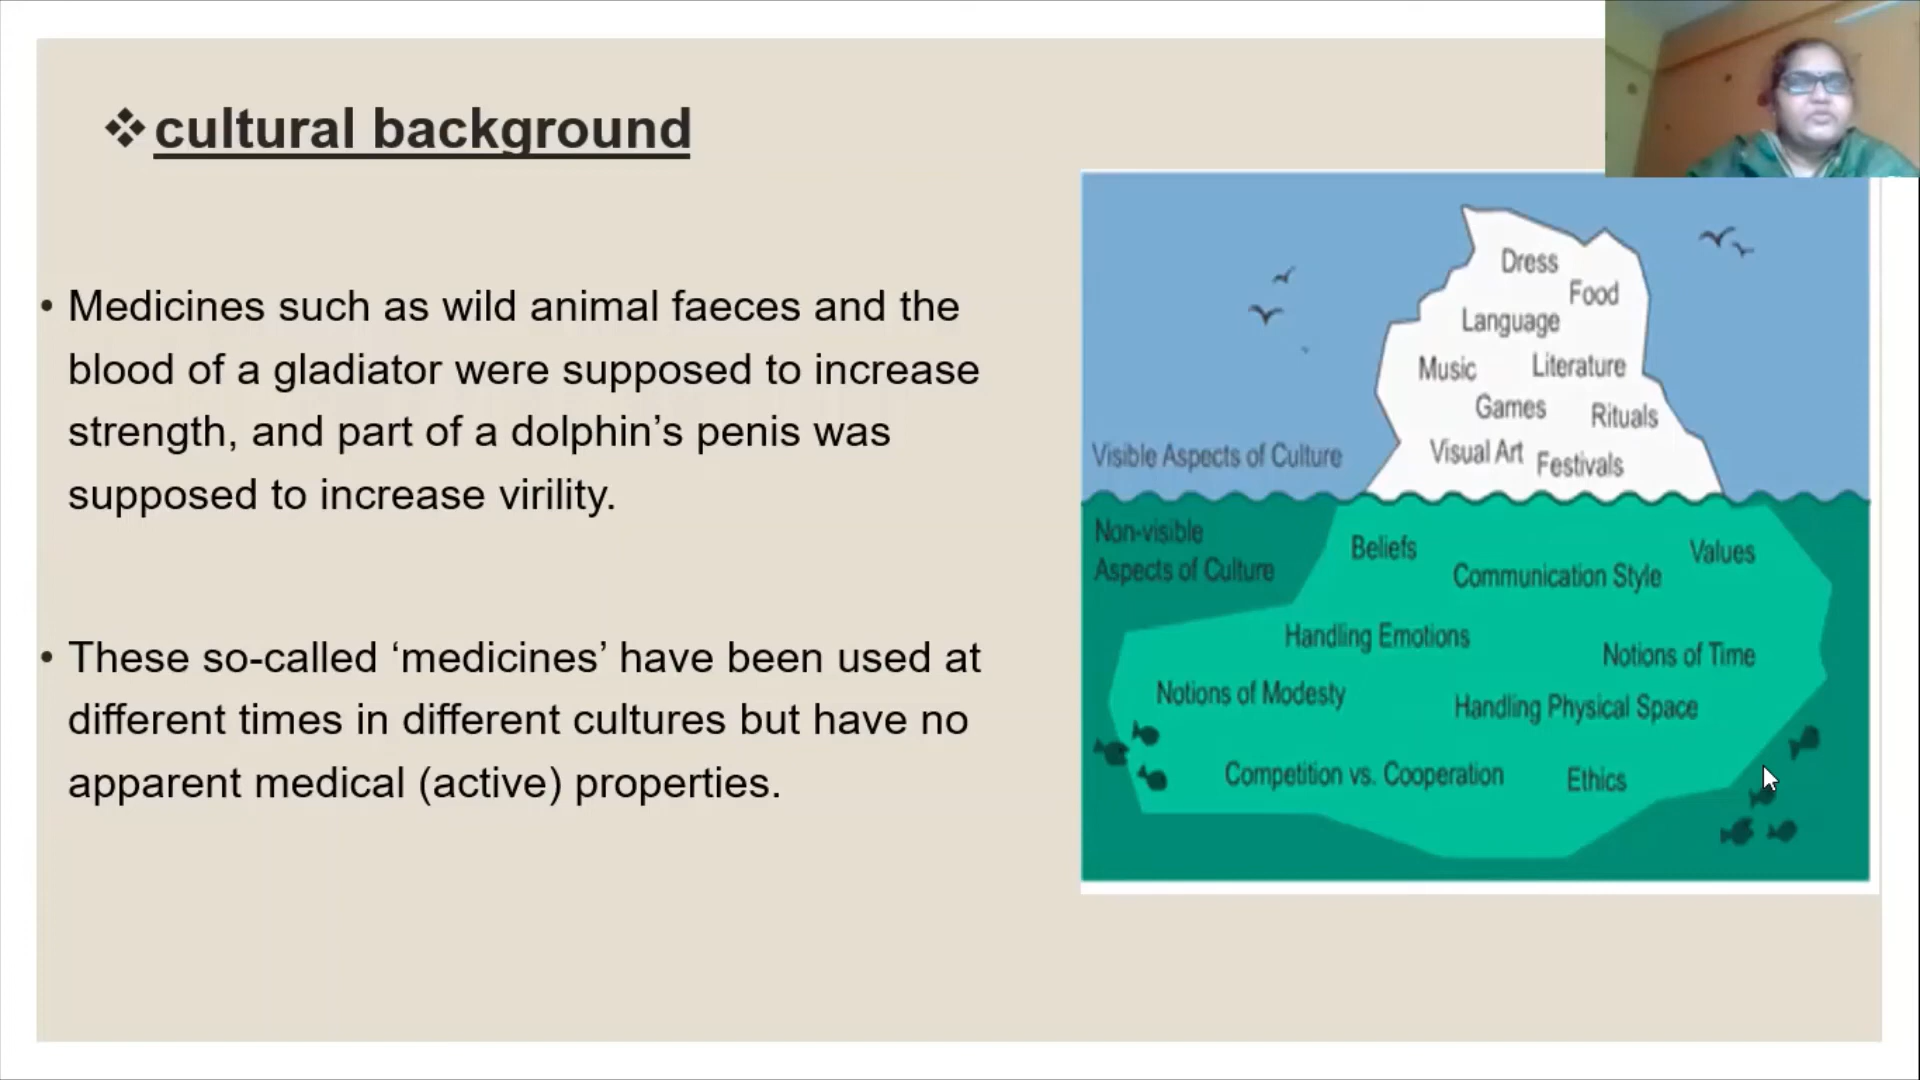 ❖cultural background
• Medicines such as wild animal faeces and the
blood of a gladiator were supposed to increase
strength, and part of a dolphin’s penis was
supposed to increase virility.
• These so-called ‘medicines’ have been used at
different times in different cultures but have no
apparent medical (active) properties.
Dress
Food
Language
Music Literature
Games Rituals
Visual Art Festivals
Visible Aspects of Culture
Non-visible
Aspects of Culture
Beliefs Values
Communication Style
Handling Emotions
Notions of Time
Notions of Modesty
Handling Physical Space
Competition vs. Cooperation Ethics